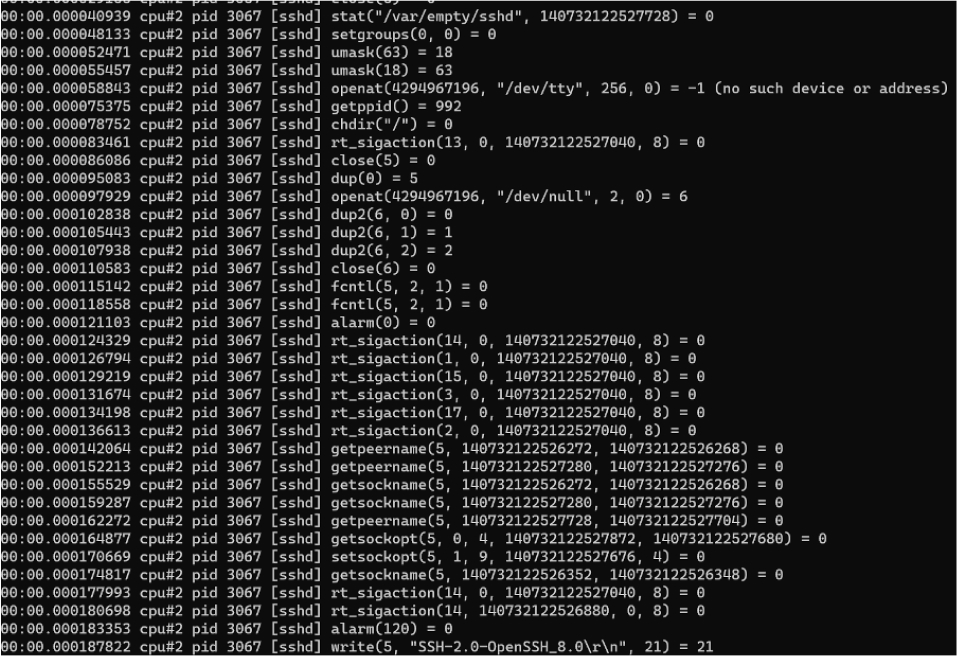 00:00.000040939 cpu#2 pid 3067 [sshd] stat("/var/empty/sshd", 140732122527728) = 0
00:00.000048133 cpu#2 pid 3067 [sshd] setgroups(0, 0) = 0
00:00.000052471 cpu#2 pid 3067 [sshd] umask(63) = 18
00:00.000055457 cpu#2 pid 3067 [sshd] umask(18) = 63
00:00.000058843 cpu#2 pid 3067 [sshd] openat(4294967196, "/dev/tty", 256, 0) = -1 (no such device or address)
00:00.000075375 cpu#2 pid 3067 [sshd] getppid() = 992
00:00.000078752 cpu#2 pid 3067 [sshd] chdir("/") = 0
00:00.000083461 cpu#2 pid 3067 [sshd] rt_sigaction(13, 0, 140732122527040, 8) = 0
00:00.000086086 cpu#2 pid 3067 [sshd] close(5) = 0
00:00.000095083 cpu#2 pid 3067 [sshd] dup(0) = 5
00:00.000097929 cpu#2 pid 3067 [sshd] openat(4294967196, "/dev/null", 2, 0) = 6
00:00.000102838 cpu#2 pid 3067 [sshd] dup2(6, 0) = 0
00:00.000105443 cpu#2 pid 3067 [sshd] dup2(6, 1) = 1
00:00.000107938 cpu#2 pid 3067 [sshd] dup2(6, 2) = 2
00:00.000110583 cpu#2 pid 3067 [sshd] close(6) = 0
00:00.000115142 cpu#2 pid 3067 [sshd] fcntl(5, 2, 1) = 0
00:00.000118558 cpu#2 pid 3067 [sshd] fcntl(5, 2, 1) = 0
00:00.000121103 cpu#2 pid 3067 [sshd] alarm(0) = 0
00:00.000124329 cpu#2 pid 3067 [sshd] rt_sigaction(14, 0, 140732122527040, 8) = 0
00:00.000126794 cpu#2 pid 3067 [sshd] rt_sigaction(1, 0, 140732122527040, 8) = 0
00:00.000129219 cpu#2 pid 3067 [sshd] rt_sigaction(15, 0, 140732122527040, 8) = 0
00:00.000131674 cpu#2 pid 3067 [sshd] rt_sigaction(3, 0, 140732122527040, 8) = 0
00:00.000134198 cpu#2 pid 3067 [sshd] rt_sigaction(17, 0, 140732122527040, 8) = 0
00:00.000136613 cpu#2 pid 3067 [sshd] rt_sigaction(2, 0, 140732122527040, 8) = 0
00:00.000142064 cpu#2 pid 3067 [sshd] getpeername(5, 140732122526272, 140732122526268) = 0
00:00.000152213 cpu#2 pid 3067 [sshd] getpeername(5, 140732122527280, 140732122527276) = 0
00:00.000155529 cpu#2 pid 3067 [sshd] getsockname(5, 140732122526272, 140732122526268) = 0
00:00.000159287 cpu#2 pid 3067 [sshd] getsockname(5, 140732122527280, 140732122527276) = 0
00:00.000162272 cpu#2 pid 3067 [sshd] getpeername(5, 140732122527728, 140732122527704) = 0
00:00.000164877 cpu#2 pid 3067 [sshd] getsockopt(5, 0, 4, 140732122527872, 140732122527680) = 0
00:00.000170669 cpu#2 pid 3067 [sshd] setsockopt(5, 1, 9, 140732122527676, 4) = 0
00:00.000174817 cpu#2 pid 3067 [sshd] getsockname(5, 140732122526352, 140732122526348) = 0
00:00.000177993 cpu#2 pid 3067 [sshd] rt_sigaction(14, 0, 140732122527040, 8) = 0
00:00.000180698 cpu#2 pid 3067 [sshd] rt_sigaction(14, 140732122526880, 0, 8) = 0
00:00.000183353 cpu#2 pid 3067 [sshd] alarm(120) = 0
00:00.000187822 cpu#2 pid 3067 [sshd] write(5, "SSH-2.0-OpenSSH_8.0\r\n", 21) = 21